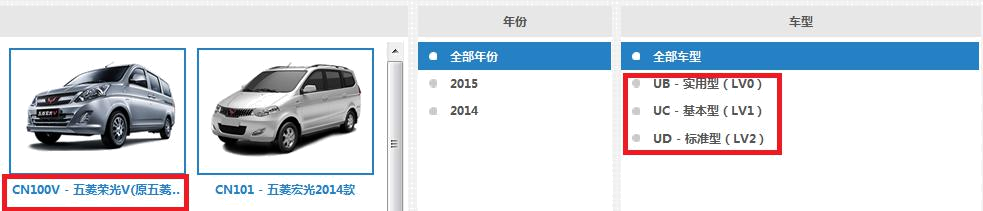 年份
车型
全部年份
全部车型
2015
UB - 实用型（LV0）
2014
UC - 基本型（LV1）
UD - 标准型（LV2）
CN100V - 五菱荣光V(原五菱..
CN101 - 五菱宏光2014款